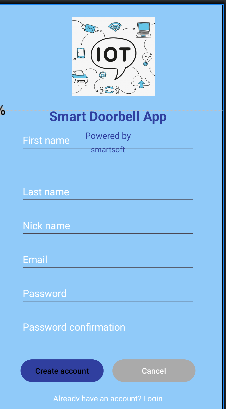 IOT
%
Smart Doorbell App
Powered by
First name
smartsoft
Last name
Nick name
Email
Password
Password confirmation
Create account
Cancel
Already have an account? Login